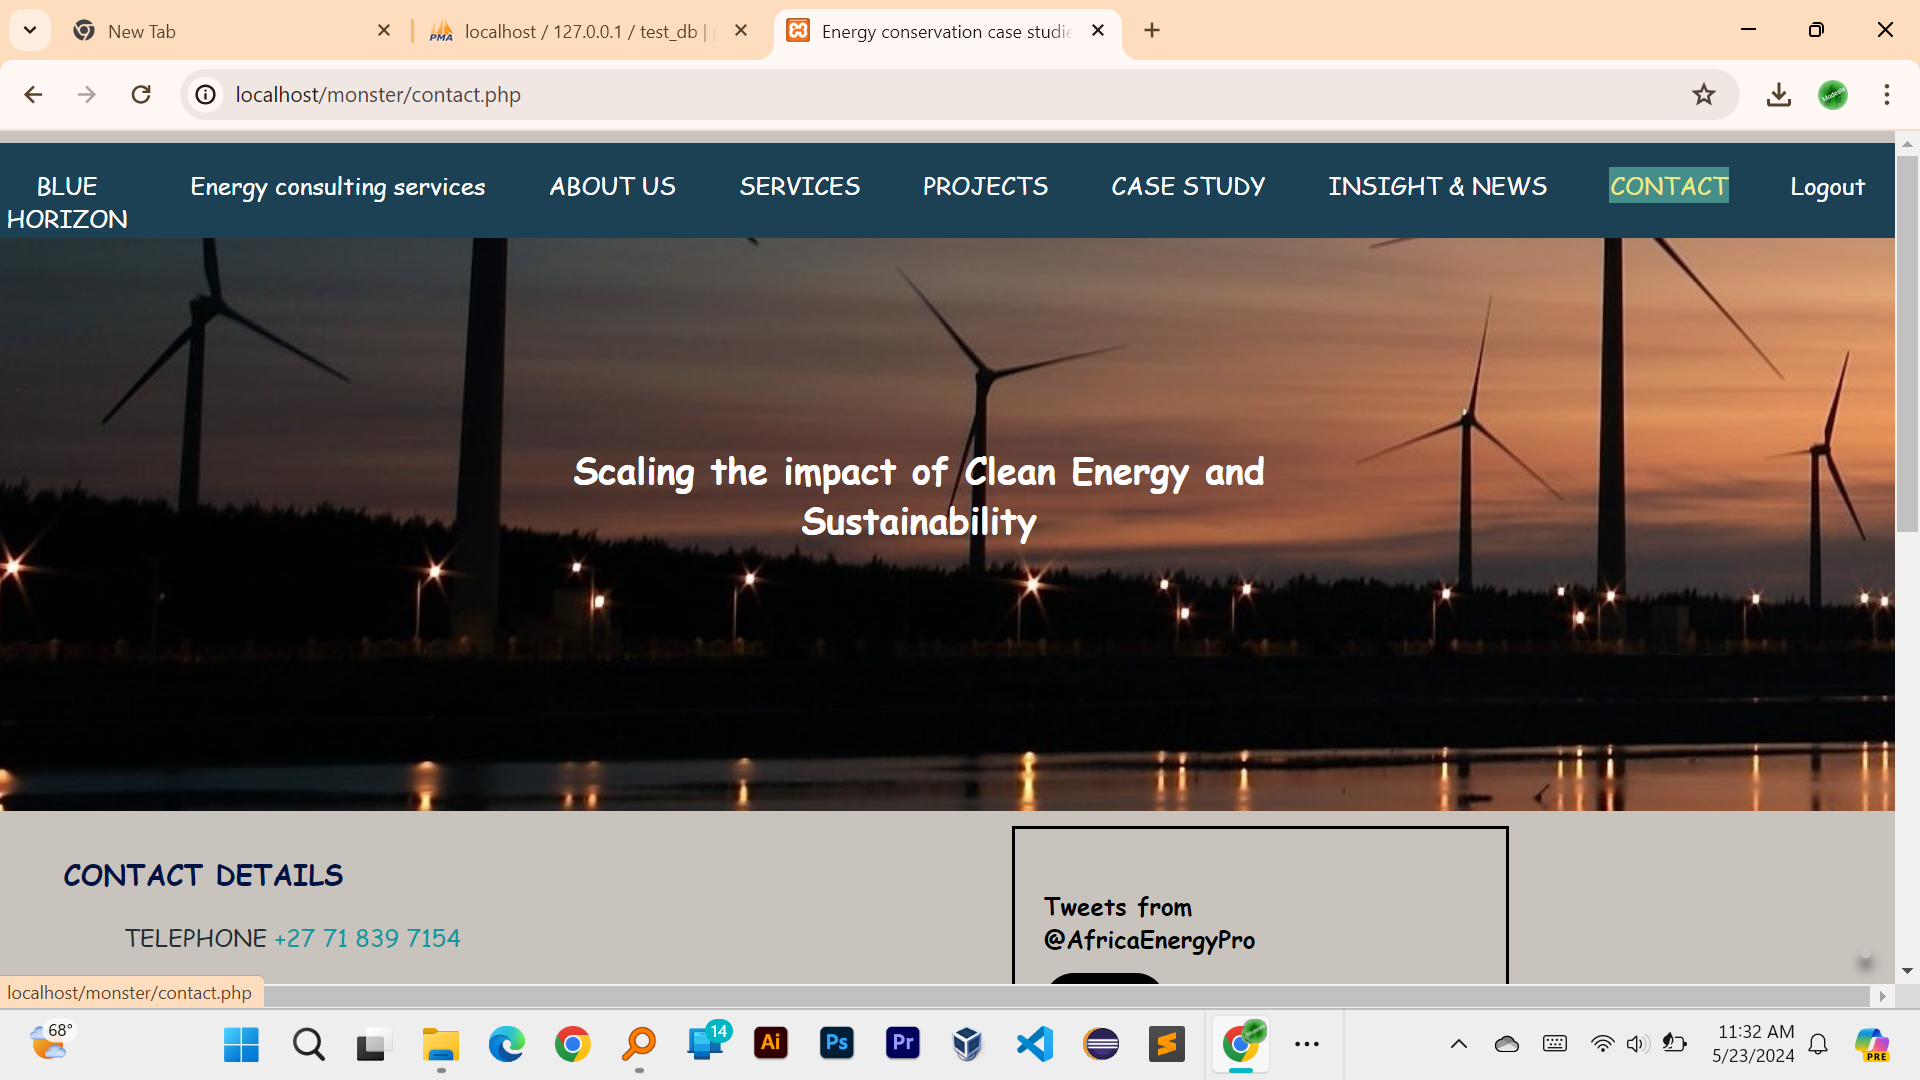 New Tab
localhost / 127.0.0.1 / test_db |
Energy conservation case studie
localhost/monster/contact.php
BLUE HORIZON
Energy consulting services
ABOUT US
SERVICES
PROJECTS
CASE STUDY
INSIGHT & NEWS
CONTACT
Logout
Scaling the impact of Clean Energy and
Sustainability
CONTACT DETAILS
TELEPHONE +27 71 839 7154
Tweets from
@AfricaEnergyPro
localhost/monster/contact.php
68°
14
Ai
Ps
Pr
11:32 AM
5/23/2024
PRE